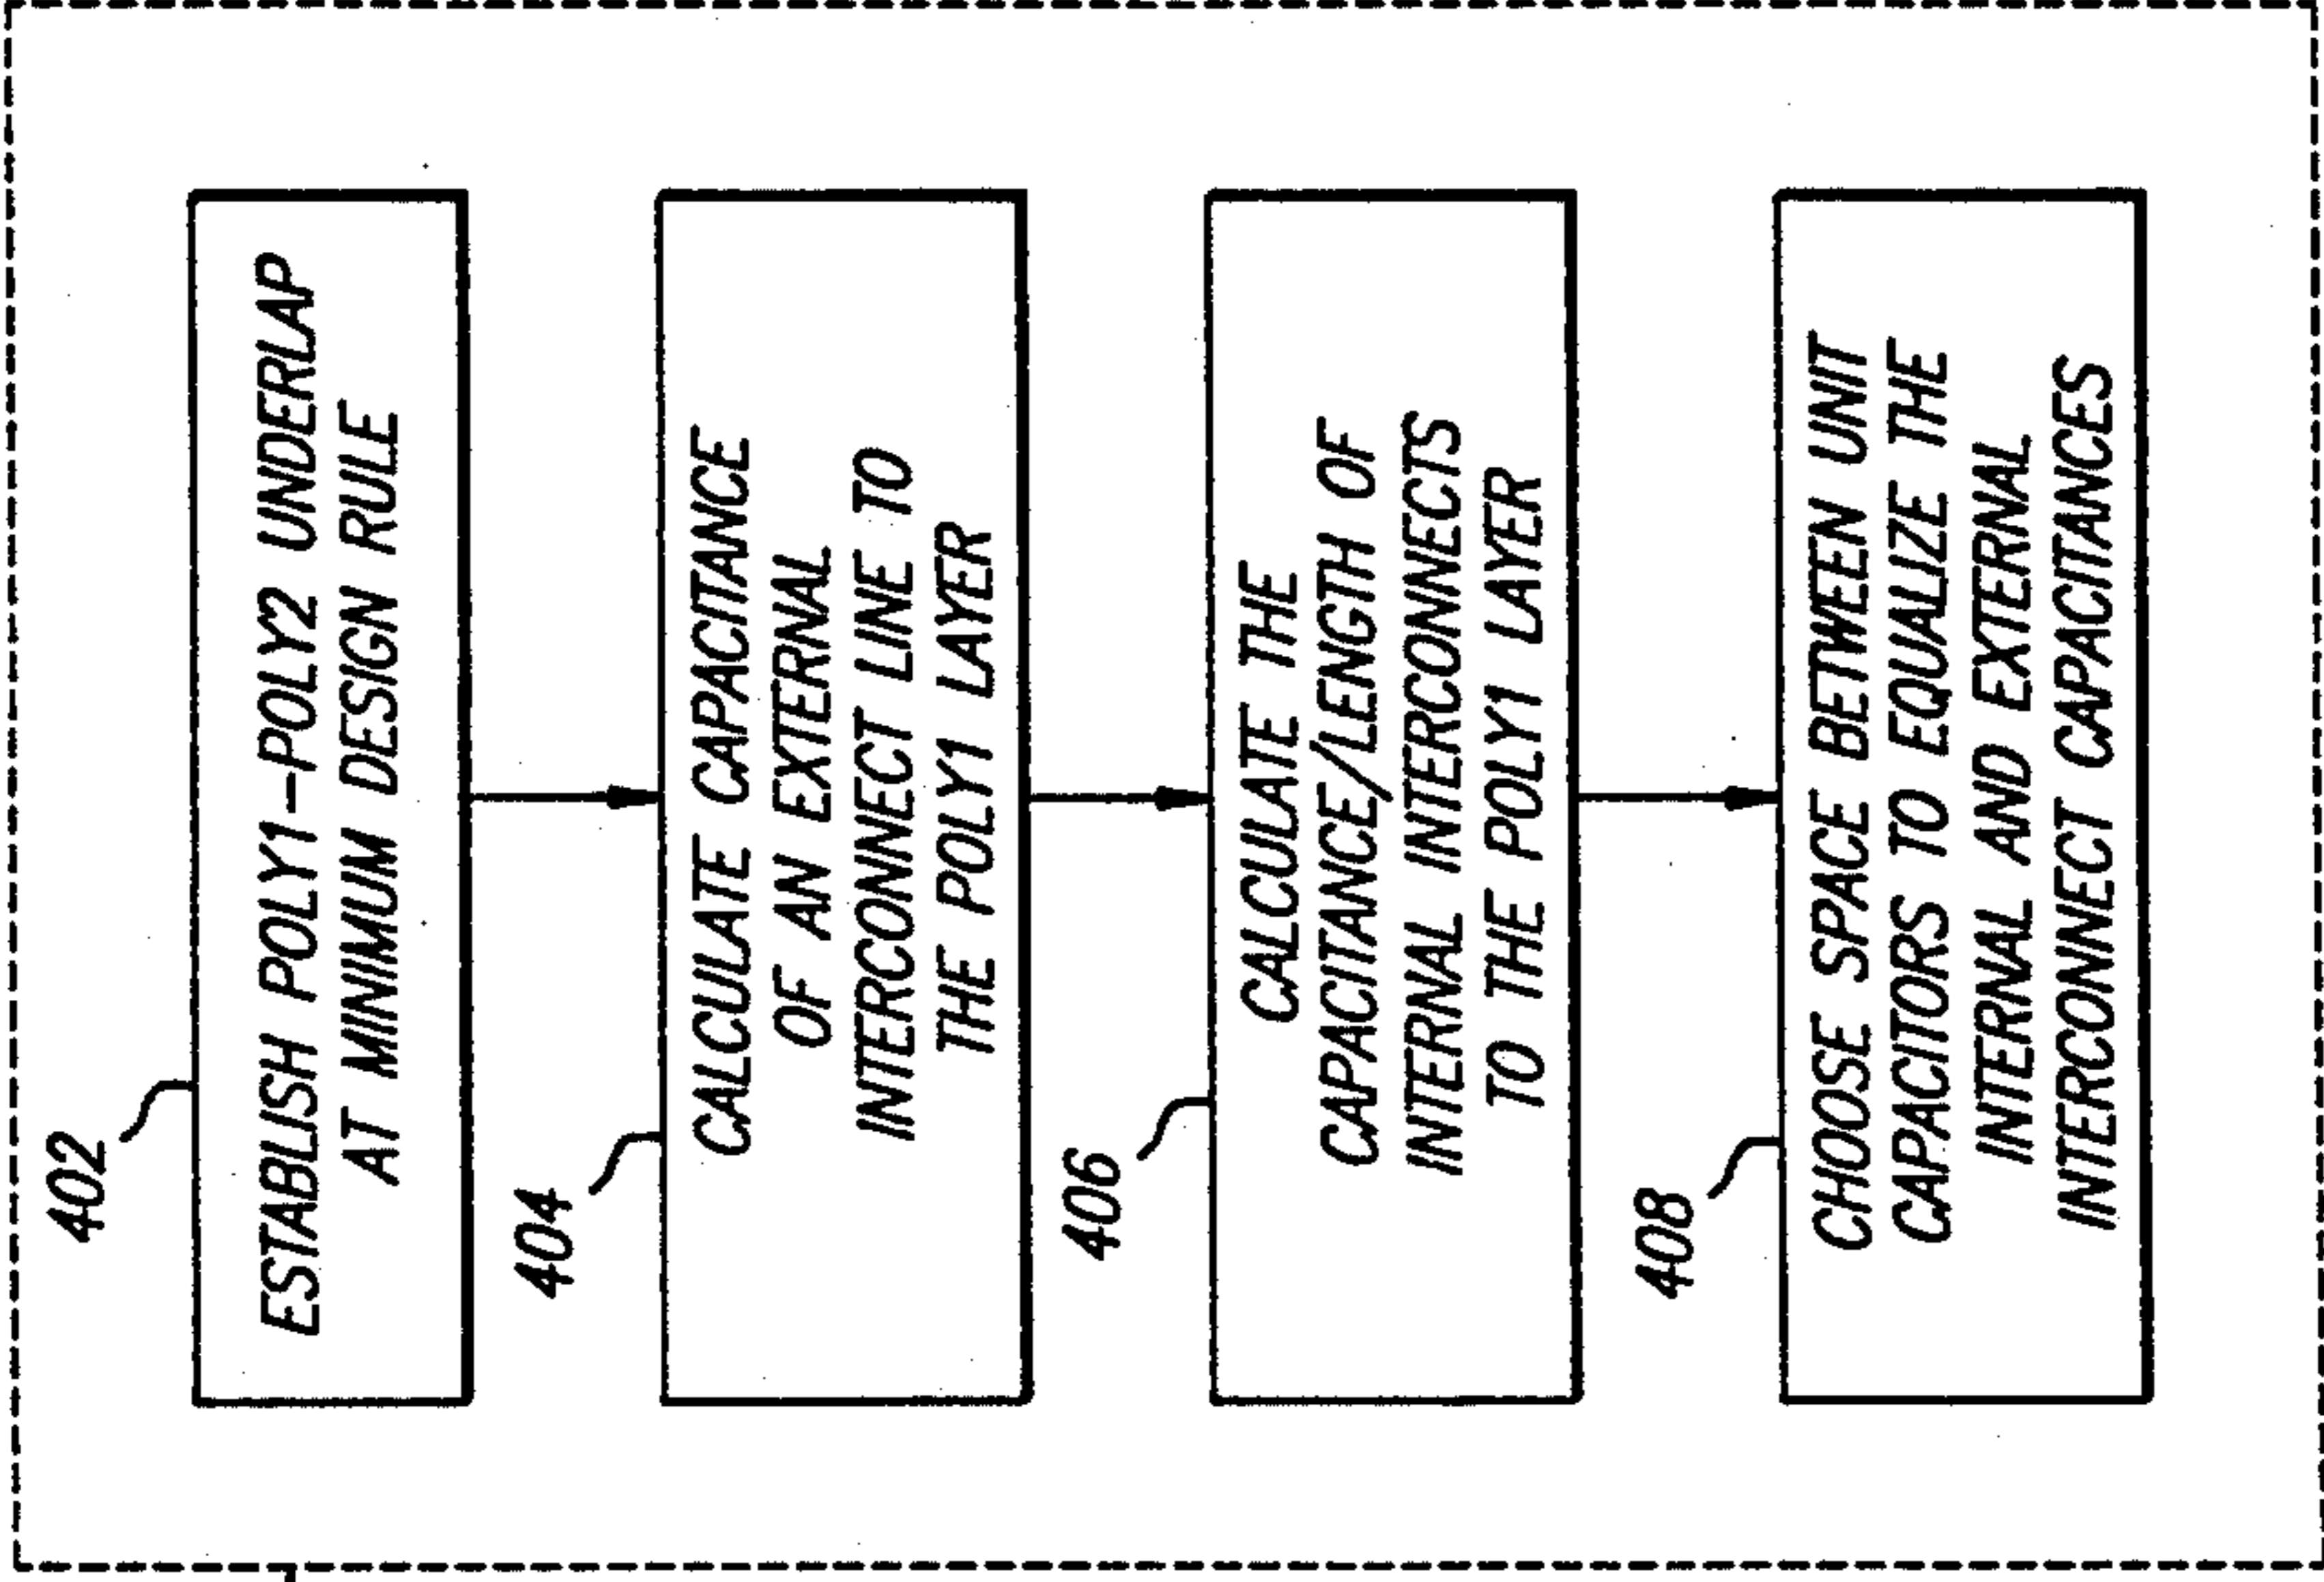 402
ESTABLISH POLY1-POLY2 UNDERLAP
AT MINIMUM DESIGN RULE
404
CALCULATE CAPACITANCE
OF AN EXTERNAL
INTERCONNECT LINE TO
THE POLY1 LAYER
406
CALCULATE THE
CAPACITANCE/LENGTH OF
INTERNAL INTERCONNECTS
TO THE POLY1 LAYER
408
CHOOSE SPACE BETWEEN UNIT
CAPACITORS TO EQUALIZE THE
INTERNAL AND EXTERNAL
INTERCONNECT CAPACITANCES